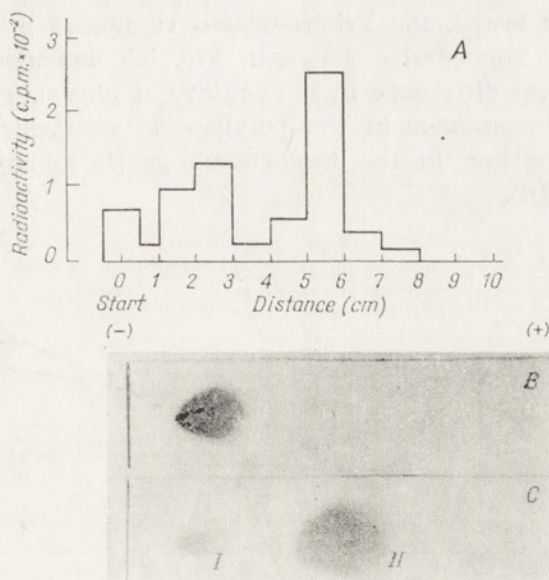 A
Radioactivity (c.p.m.×10⁻²)
3
2
1
0
0 1 2 3 4 5 6 7 8 9 10
Start Distance (cm)
(-) (+)
B
C
I II